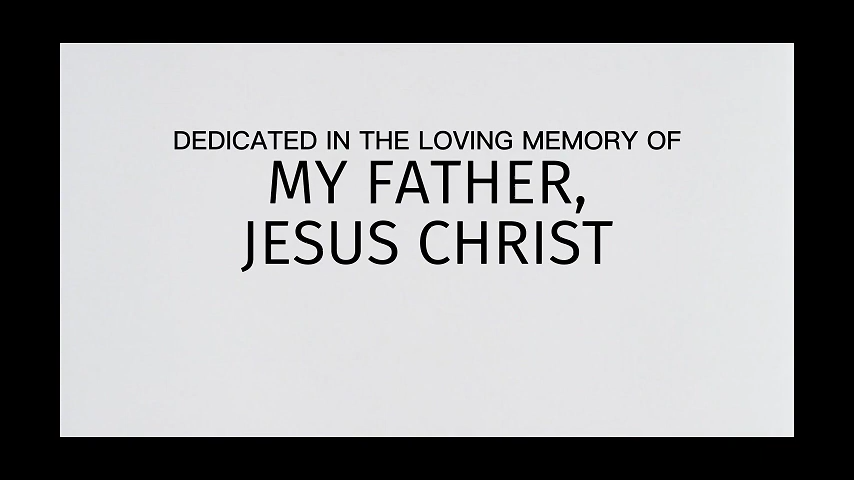 DEDICATED IN THE LOVING MEMORY OF
MY FATHER,
JESUS CHRIST